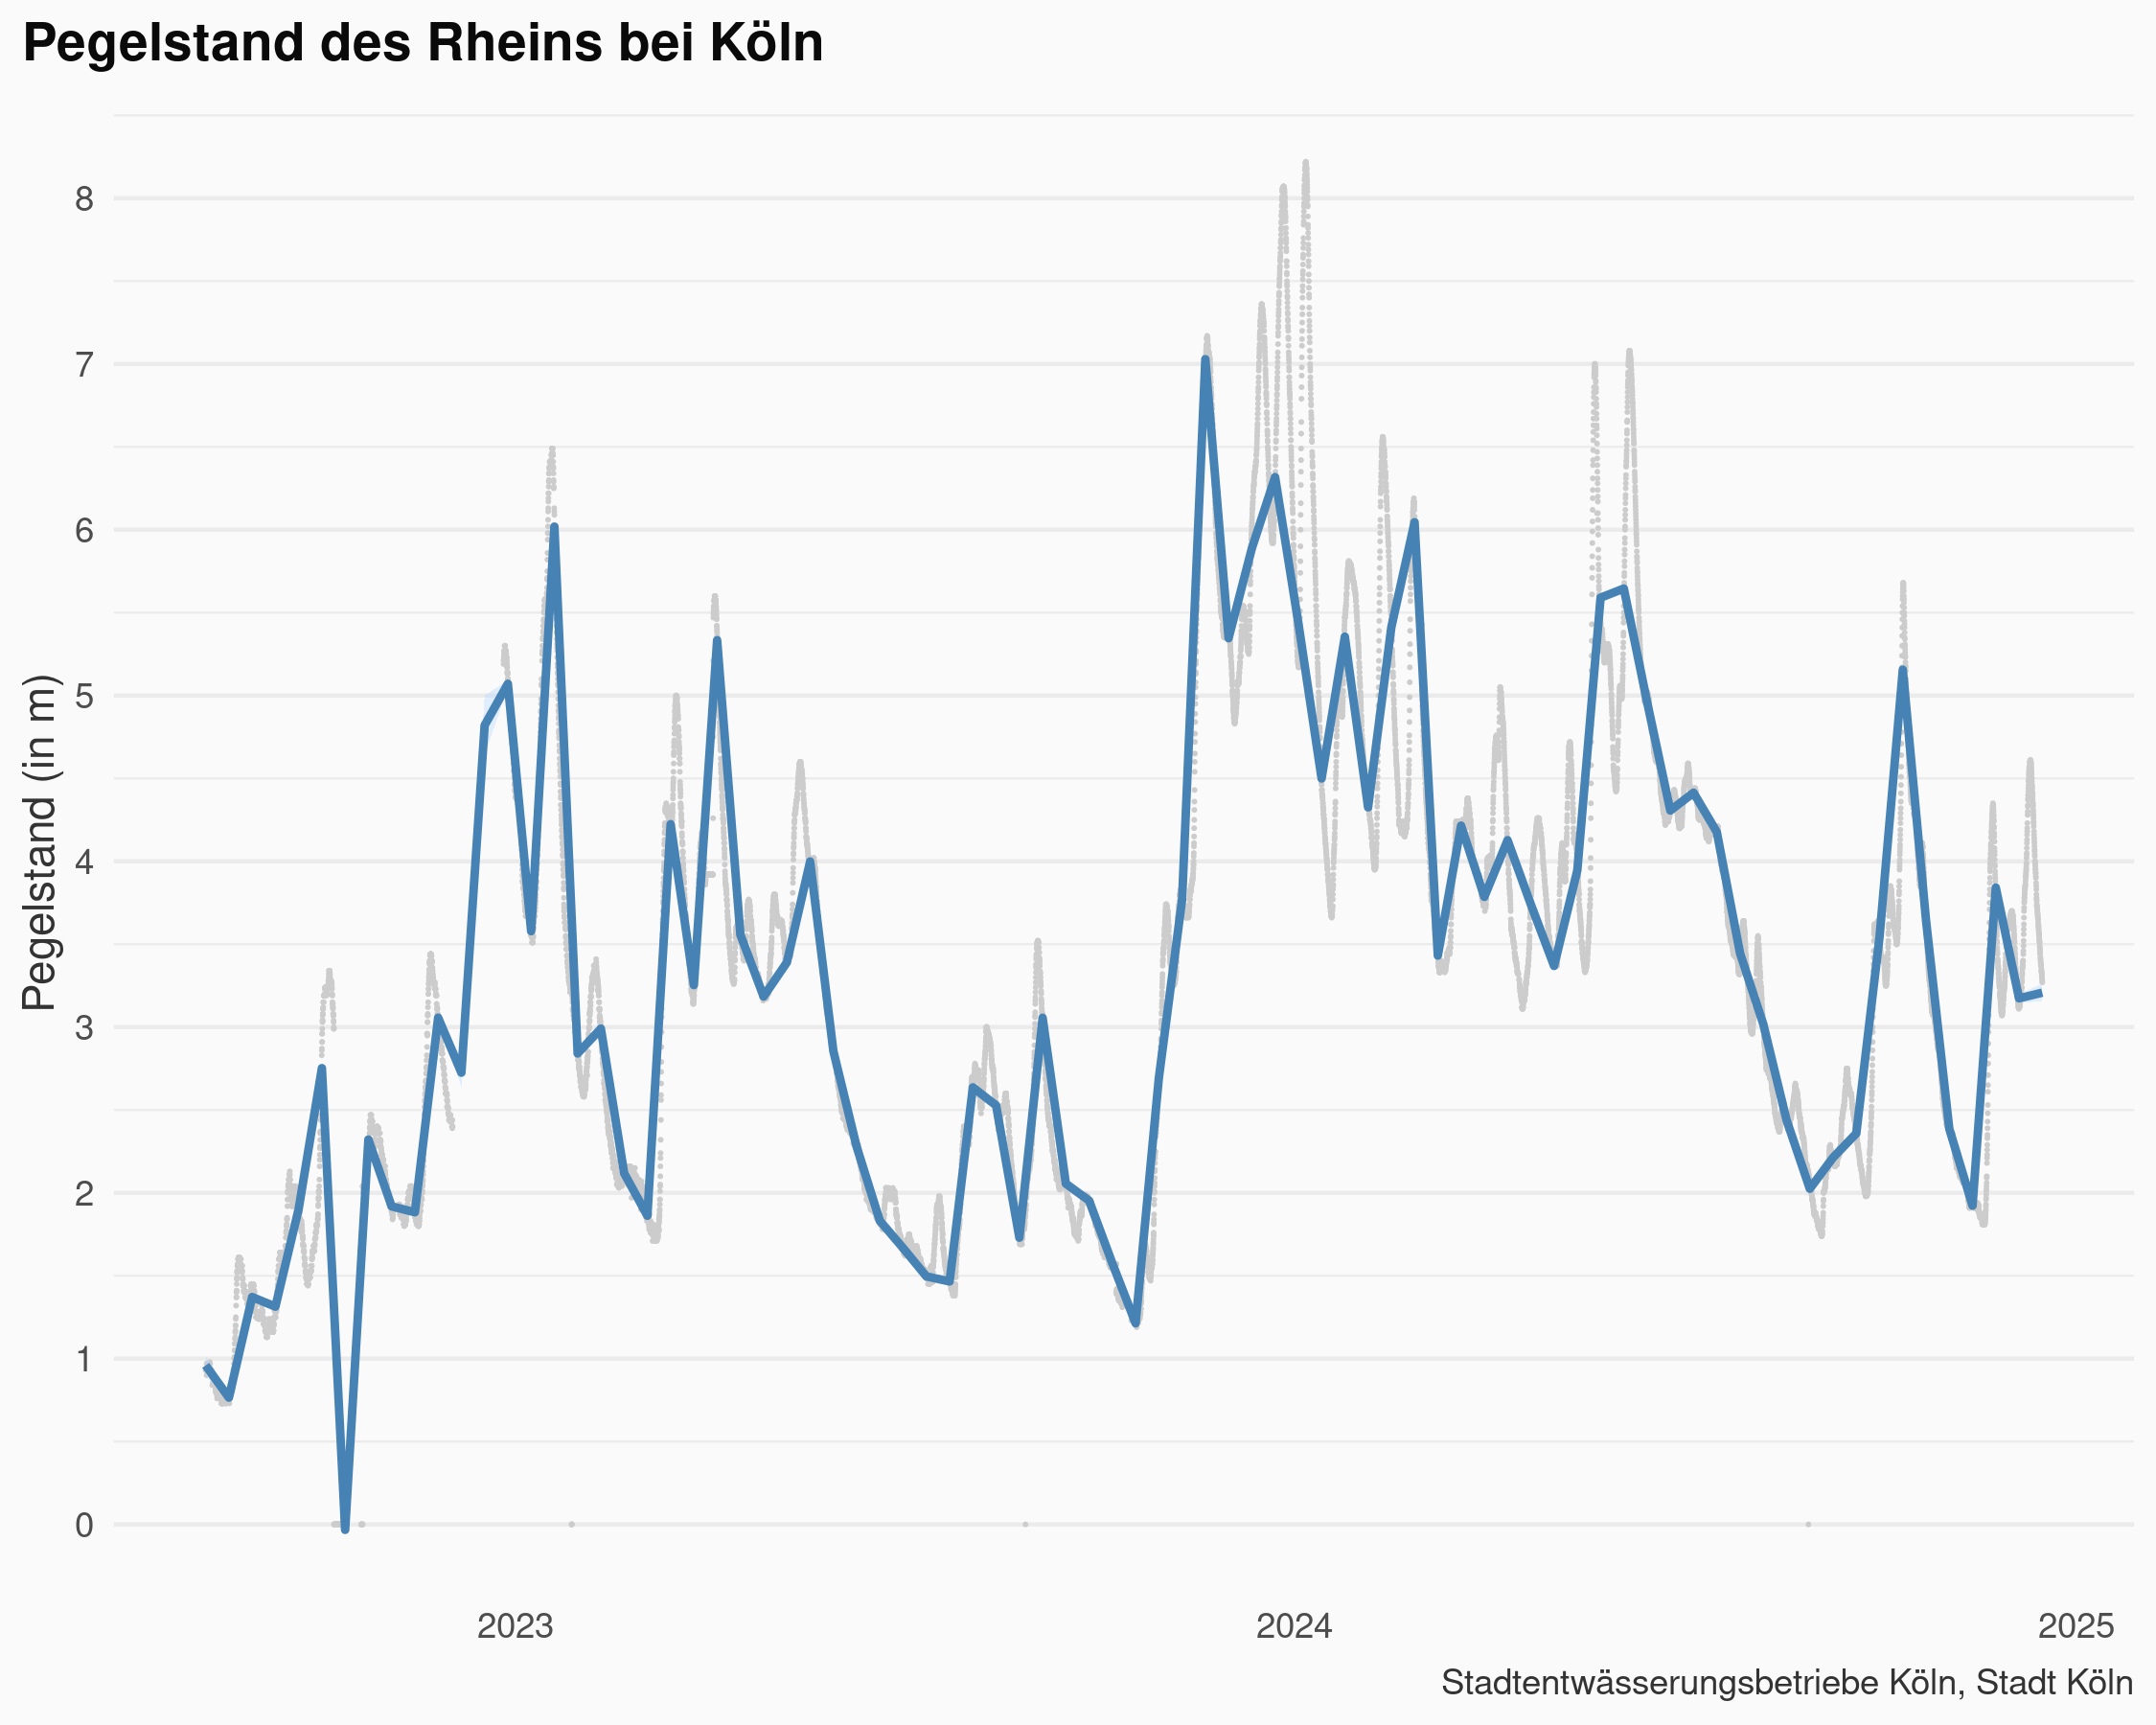 Pegelstand des Rheins bei Köln
8
7
6
5
4
3
2
1
0
Pegelstand (in m)
2023 2024 2025
Stadtentwässerungsbetriebe Köln, Stadt Köln